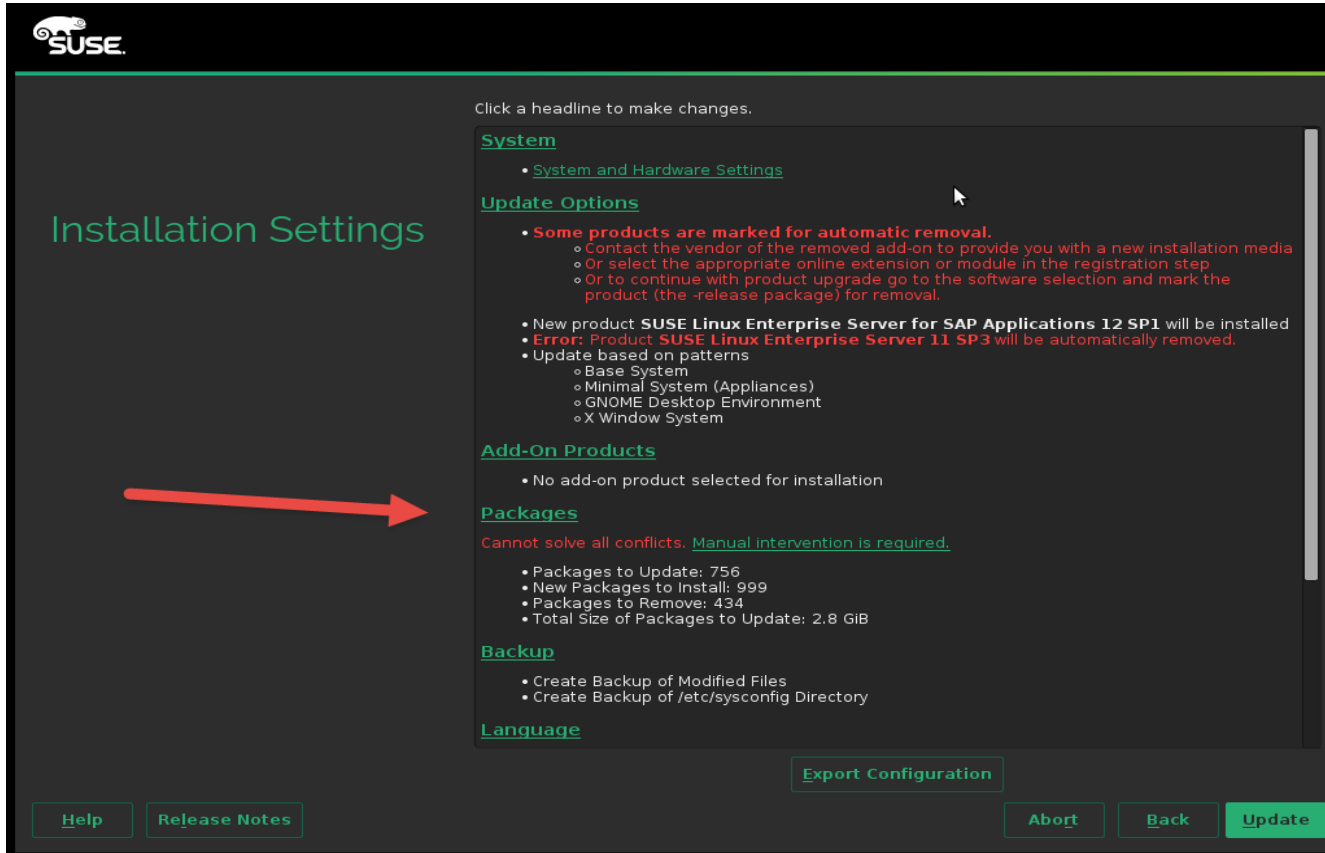 SUSE.
Click a headline to make changes.
System
• System and Hardware Settings
Installation Settings
Update Options
• Some products are marked for automatic removal.
◦ Contact the vendor of the removed add-on to provide you with a new installation media
◦ Or select the appropriate online extension or module in the registration step
◦ Or to continue with product upgrade go to the software selection and mark the
product (the -release package) for removal.
• New product SUSE Linux Enterprise Server for SAP Applications 12 SP1 will be installed
• Error: Product SUSE Linux Enterprise Server 11 SP3 will be automatically removed.
• Update based on patterns
◦ Base System
◦ Minimal System (Appliances)
◦ GNOME Desktop Environment
◦ X Window System
Add-On Products
• No add-on product selected for installation
Packages
Cannot solve all conflicts. Manual intervention is required.
• Packages to Update: 756
• New Packages to Install: 999
• Packages to Remove: 434
• Total Size of Packages to Update: 2.8 GiB
Backup
• Create Backup of Modified Files
• Create Backup of /etc/sysconfig Directory
Language
Export Configuration
Help Release Notes Abort Back Update